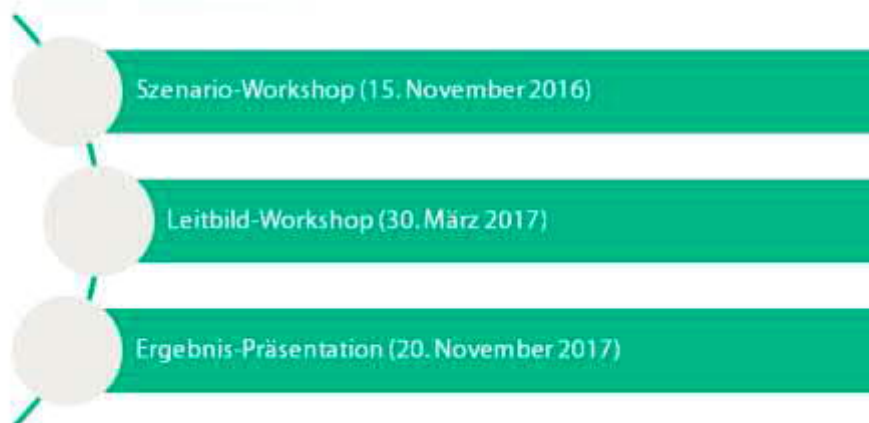 Szenario-Workshop (15. November 2016)
Leitbild-Workshop (30. März 2017)
Ergebnis-Präsentation (20. November 2017)